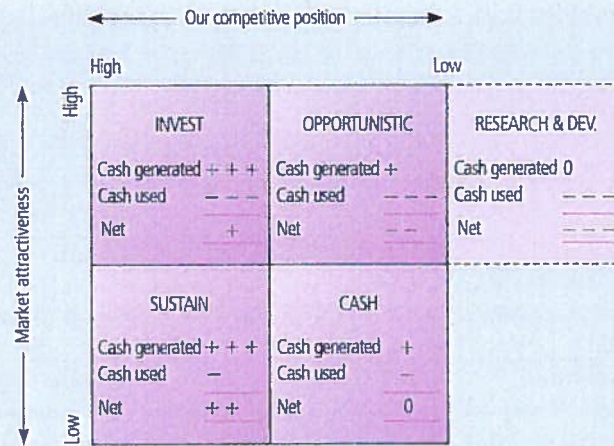 Our competitive position
High Low
Market attractiveness
High
Low
INVEST
Cash generated + + +
Cash used - - -
Net +
OPPORTUNISTIC
Cash generated +
Cash used - - -
Net - -
RESEARCH & DEV.
Cash generated 0
Cash used - - -
Net - - -
SUSTAIN
Cash generated + + +
Cash used -
Net + +
CASH
Cash generated +
Cash used -
Net 0